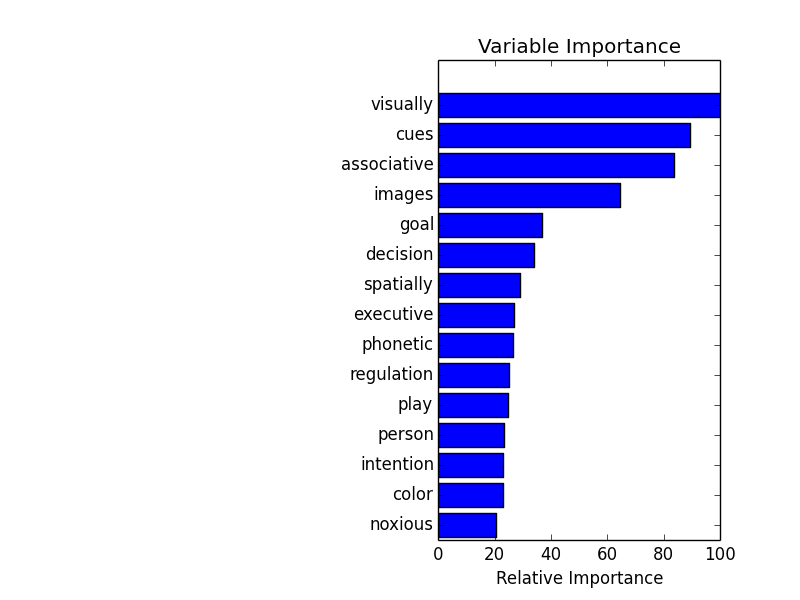 Variable Importance
visually
cues
associative
images
goal
decision
spatially
executive
phonetic
regulation
play
person
intention
color
noxious
0 20 40 60 80 100
Relative Importance